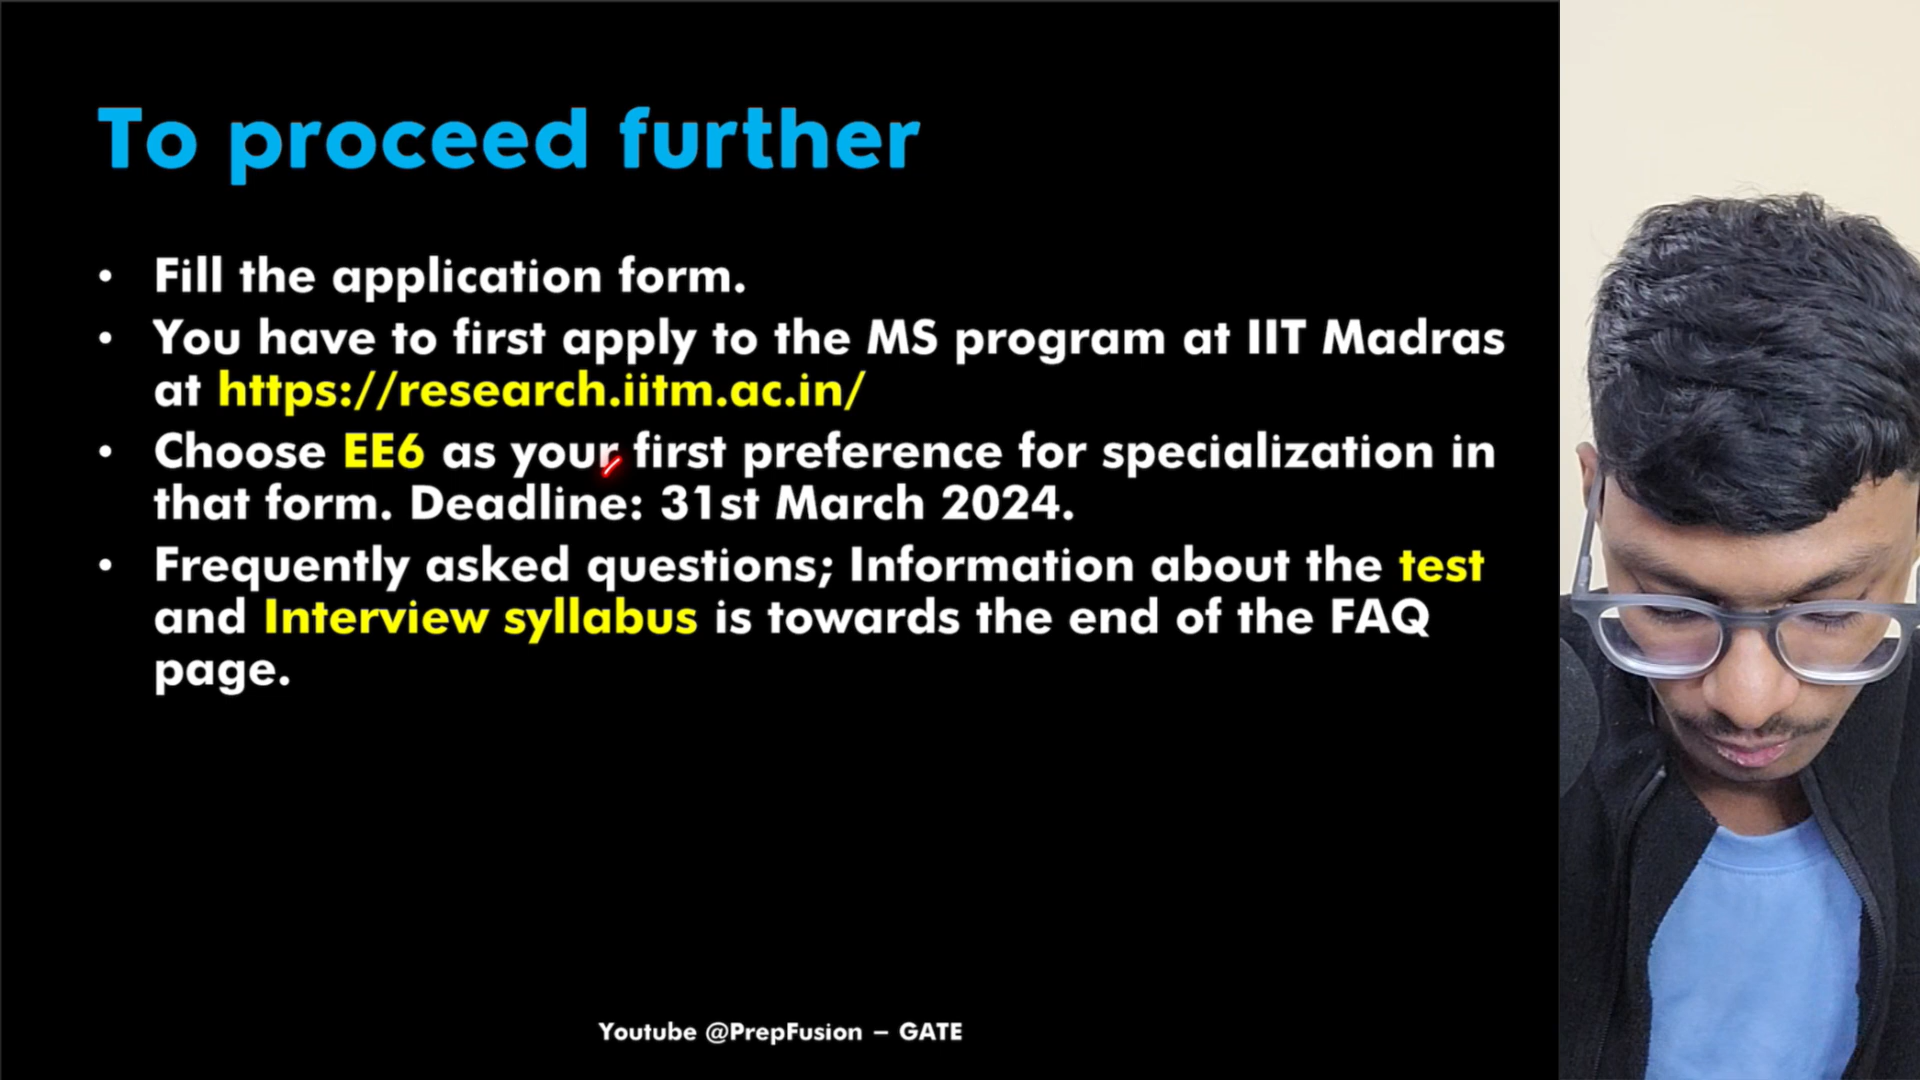 To proceed further
• Fill the application form.
• You have to first apply to the MS program at IIT Madras
at https://research.iitm.ac.in/
• Choose EE6 as your first preference for specialization in
that form. Deadline: 31st March 2024.
• Frequently asked questions; Information about the test
and Interview syllabus is towards the end of the FAQ
page.
Youtube @PrepFusion – GATE